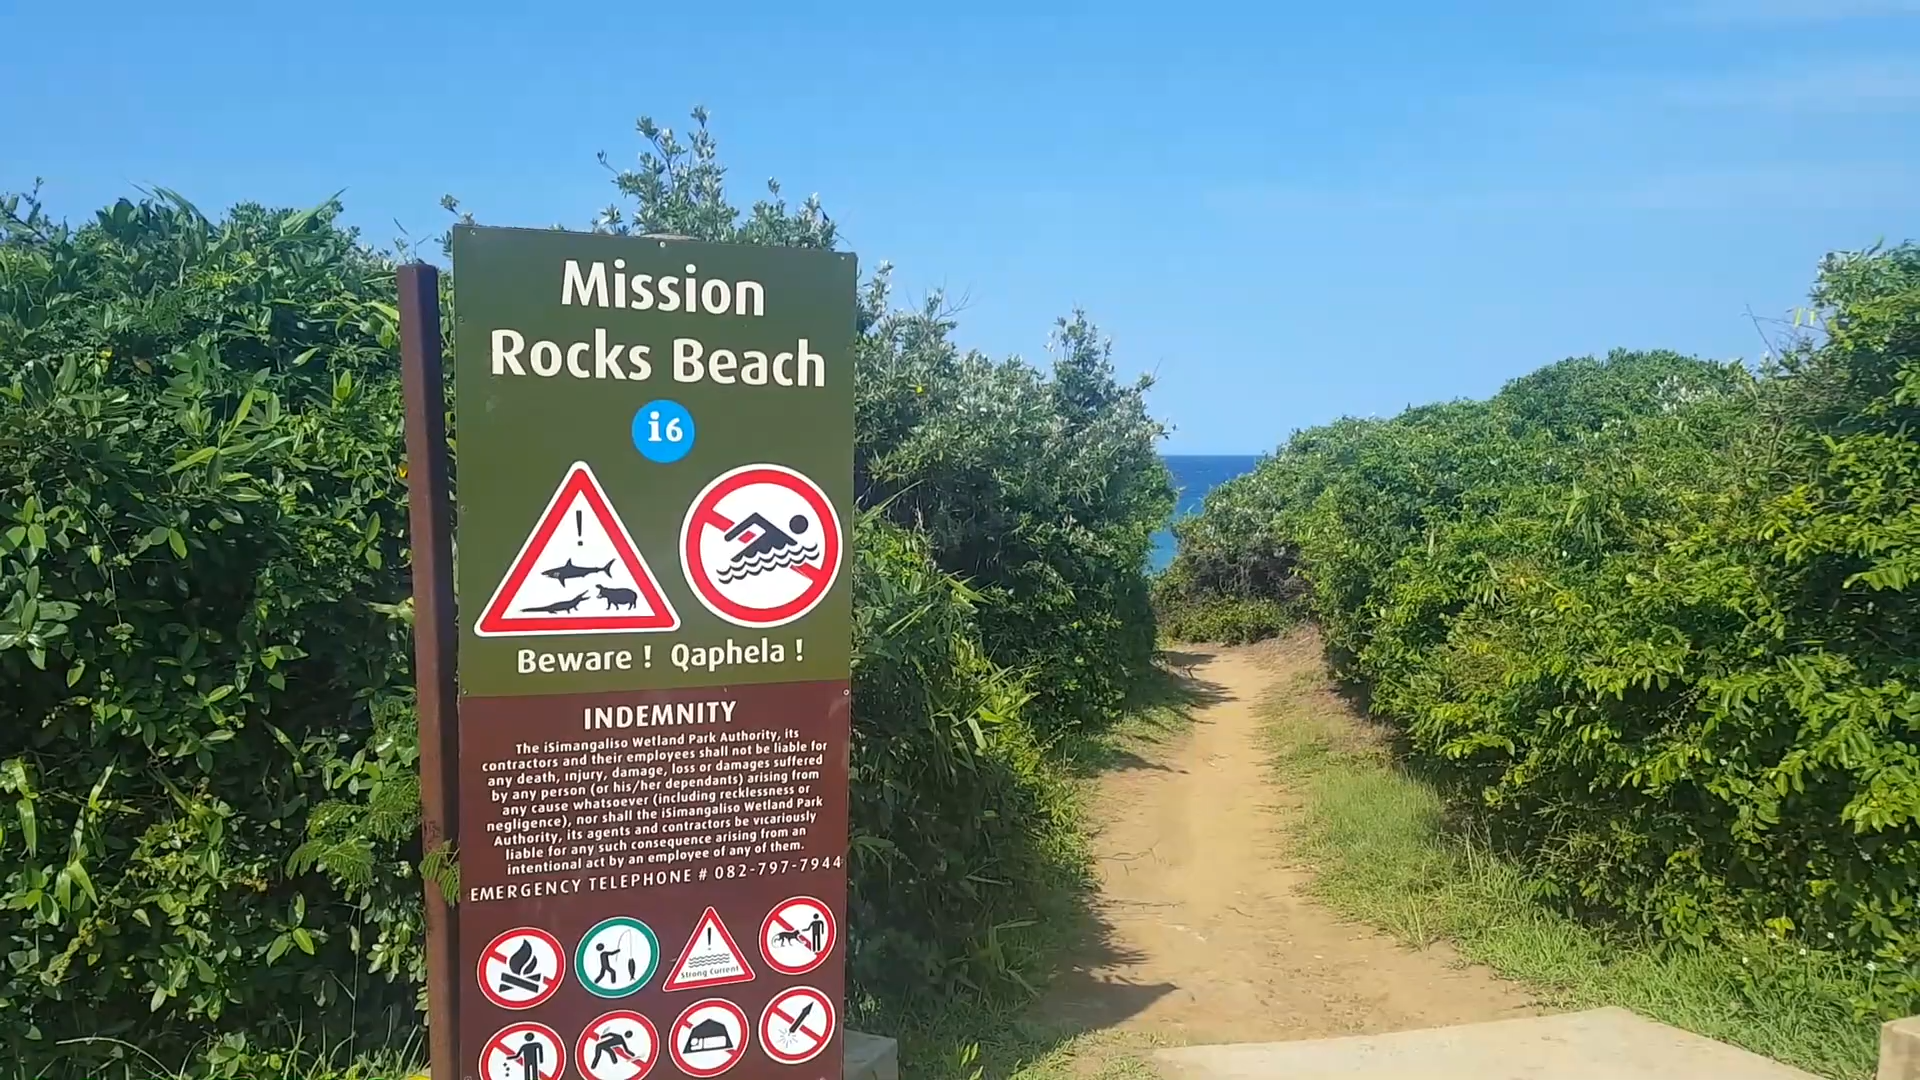 Mission
Rocks Beach
i6
!
Beware ! Qaphela !
INDEMNITY
The iSimangaliso Wetland Park Authority, its
contractors and their employees shall not be liable for
any death, injury, damage, loss or damages suffered
by any person (or his/her dependants) arising from
any cause whatsoever (including recklessness or
negligence), nor shall the iSimangaliso Wetland Park
Authority, its agents and contractors be vicariously
liable for any such consequence arising from an
intentional act by an employee of any of them.
EMERGENCY TELEPHONE # 082-797-7944
!
Strong Current